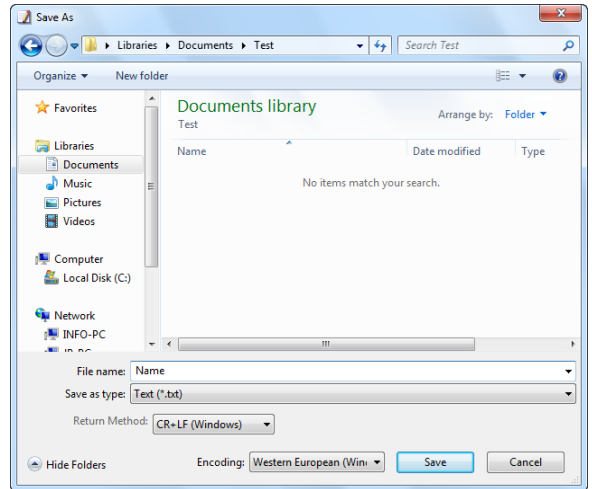 Save As
Libraries Documents Test Search Test
Organize New folder
Favorites
Libraries
Documents
Music
Pictures
Videos
Computer
Local Disk (C:)
Network
INFO-PC
Documents library
Test
Arrange by: Folder
Name Date modified Type
No items match your search.
File name: Name
Save as type: Text (*.txt)
Return Method: CR+LF (Windows)
Hide Folders Encoding: Western European (Win Save Cancel